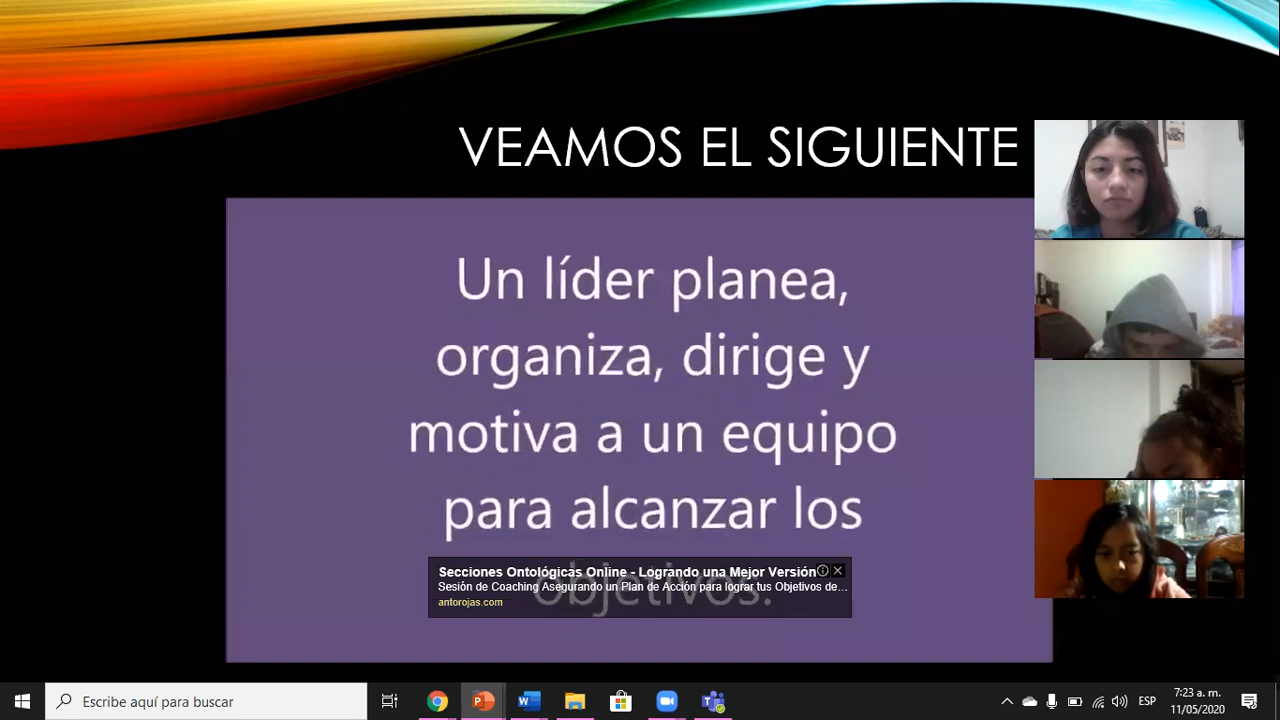 VEAMOS EL SIGUIENTE
Un líder planea,
organiza, dirige y
motiva a un equipo
para alcanzar los
objetivos.
Secciones Ontológicas Online - Logrando una Mejor Versión
Sesión de Coaching Asegurando un Plan de Acción para lograr tus Objetivos de...
antorojas.com
Escribe aquí para buscar
ESP
7:23 a. m.
11/05/2020